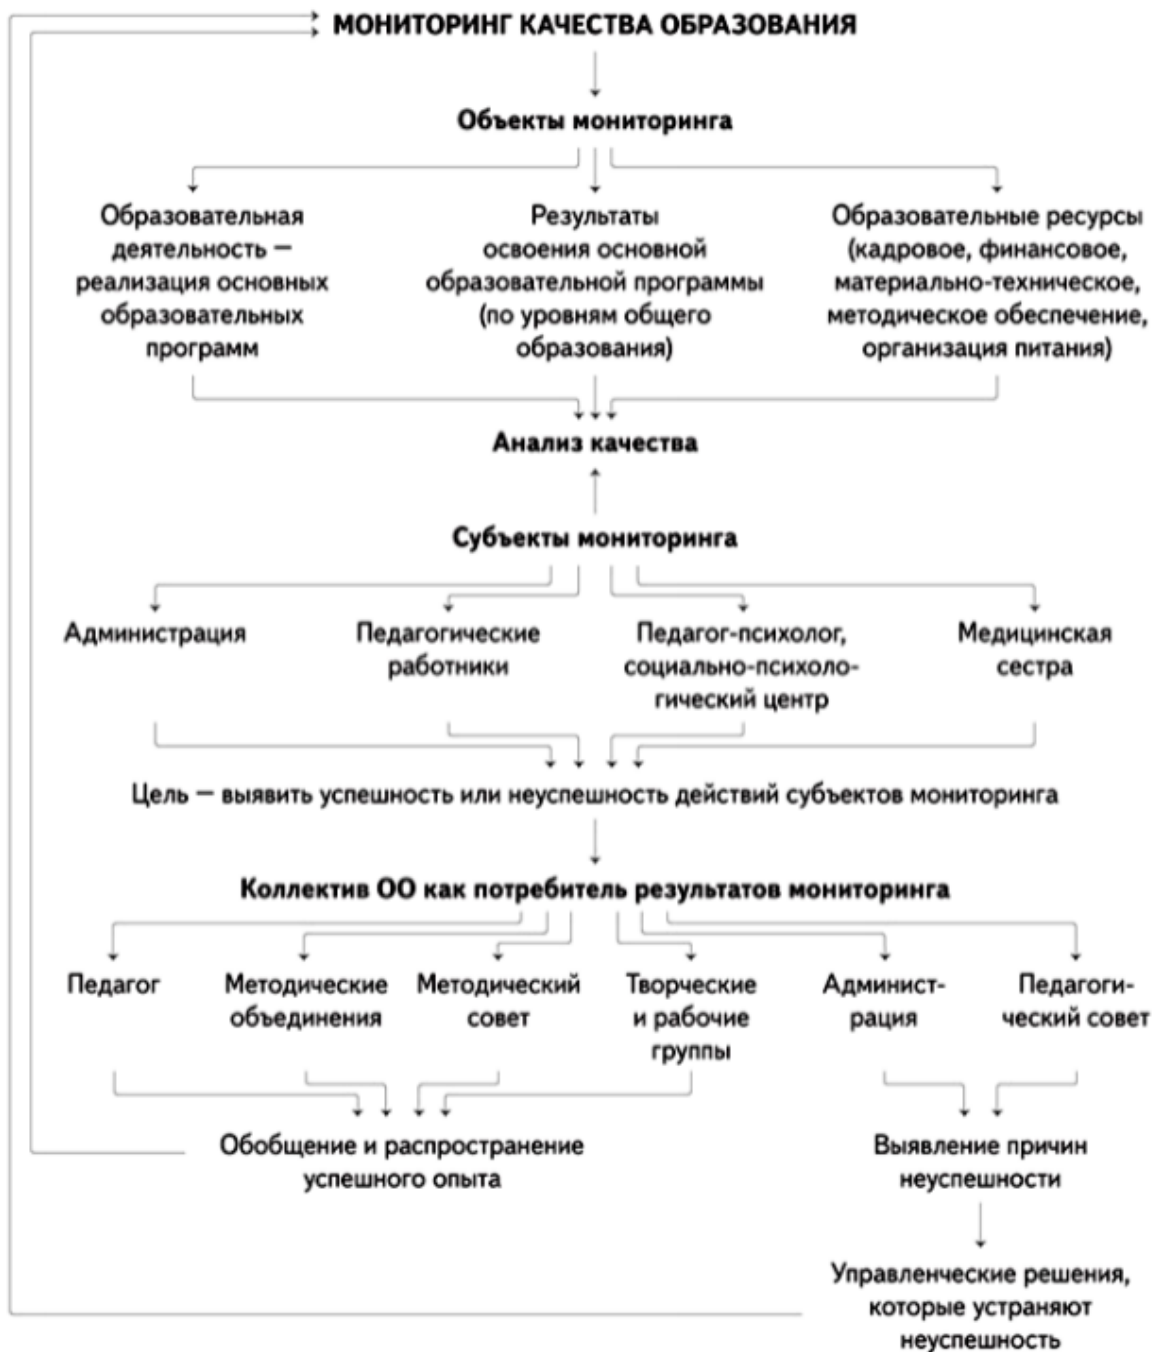 МОНИТОРИНГ КАЧЕСТВА ОБРАЗОВАНИЯ
Объекты мониторинга
Образовательная
деятельность —
реализация основных
образовательных
программ
Результаты
освоения основной
образовательной программы
(по уровням общего
образования)
Образовательные ресурсы
(кадровое, финансовое,
материально-техническое,
методическое обеспечение,
организация питания)
Анализ качества
Субъекты мониторинга
Администрация
Педагогические
работники
Педагог-психолог,
социально-психоло-
гический центр
Медицинская
сестра
Цель — выявить успешность или неуспешность действий субъектов мониторинга
Коллектив ОО как потребитель результатов мониторинга
Педагог
Методические
объединения
Методический
совет
Творческие
и рабочие
группы
Админист-
рация
Педагоги-
ческий совет
Обобщение и распространение
успешного опыта
Выявление причин
неуспешности
Управленческие решения,
которые устраняют
неуспешность